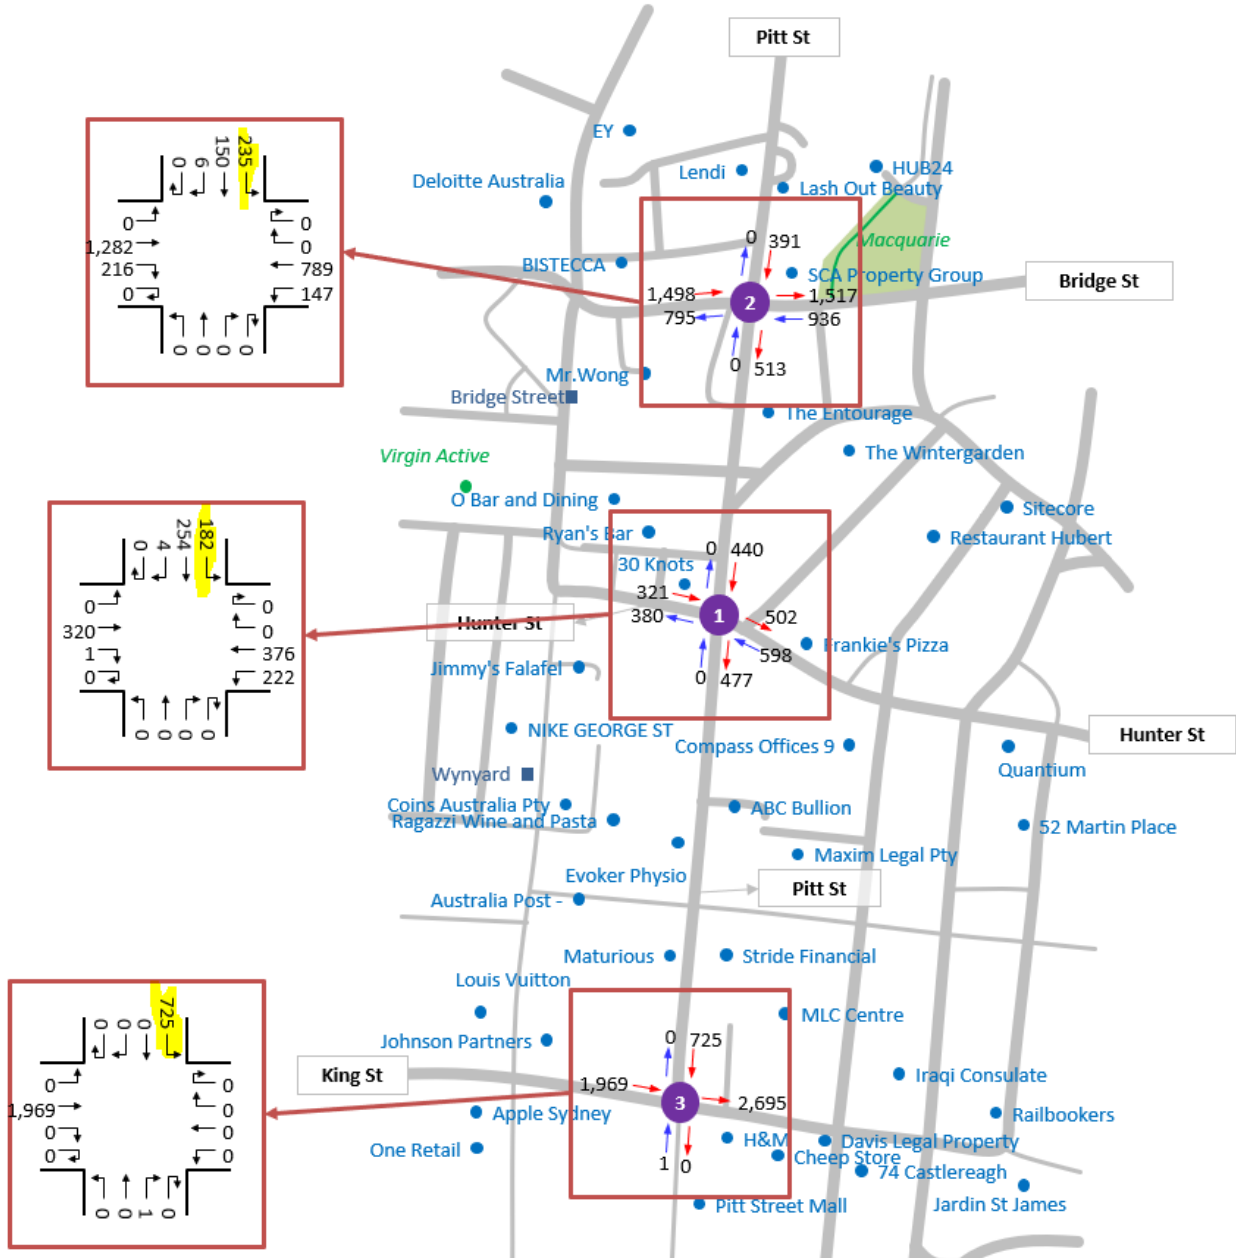 Pitt St
EY
Lendi
HUB24
Lash Out Beauty
Deloitte Australia
Macquarie
BISTECCA
SCA Property Group
Bridge St
0 391
1,498 1,517
795 936
2
0 513
235
150
6
0
0
1,282
216
0
0
0
789
147
0 0 0 0
Mr.Wong
Bridge Street
The Entourage
The Wintergarden
Virgin Active
O Bar and Dining
Sitecore
Ryan's Bar
Restaurant Hubert
30 Knots
0 440
321 502
380 598
1
0 477
182
254
4
0
0
320
1
0
0
0
376
222
0 0 0 0
Hunter St
Frankie's Pizza
Jimmy's Falafel
NIKE GEORGE ST
Compass Offices 9
Hunter St
Quantium
Wynyard
Coins Australia Pty
ABC Bullion
Ragazzi Wine and Pasta
52 Martin Place
Maxim Legal Pty
Evoker Physio
Pitt St
Australia Post -
Maturious
Stride Financial
Louis Vuitton
MLC Centre
Johnson Partners
0 725
1,969 2,695
3
1 0
725
0
0
0
0
1,969
0
0
0
0
0
0
0 0 1 0
King St
Iraqi Consulate
Apple Sydney
Railbookers
One Retail
H&M
Davis Legal Property
Cheep Store
74 Castlereagh
Pitt Street Mall
Jardin St James